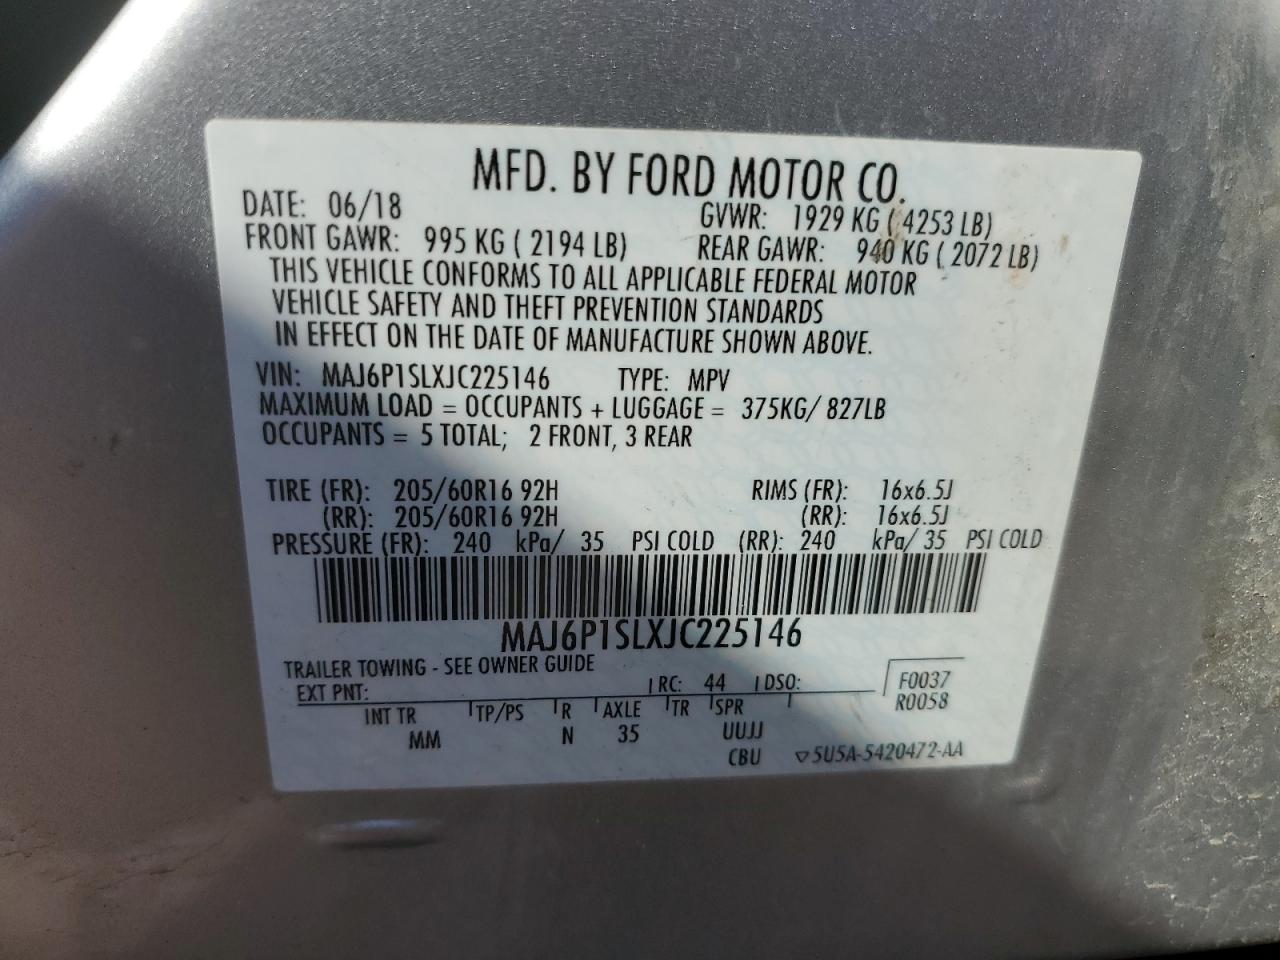 MFD. BY FORD MOTOR CO.
DATE: 06/18 GVWR: 1929 KG ( 4253 LB)
FRONT GAWR: 995 KG ( 2194 LB) REAR GAWR: 940 KG ( 2072 LB)
THIS VEHICLE CONFORMS TO ALL APPLICABLE FEDERAL MOTOR
VEHICLE SAFETY AND THEFT PREVENTION STANDARDS
IN EFFECT ON THE DATE OF MANUFACTURE SHOWN ABOVE.
VIN: MAJ6P1SLXJC225146 TYPE: MPV
MAXIMUM LOAD = OCCUPANTS + LUGGAGE = 375KG/ 827LB
OCCUPANTS = 5 TOTAL; 2 FRONT, 3 REAR
TIRE (FR): 205/60R16 92H RIMS (FR): 16x6.5J
(RR): 205/60R16 92H (RR): 16x6.5J
PRESSURE (FR): 240 kPa/ 35 PSI COLD (RR): 240 kPa/ 35 PSI COLD
MAJ6P1SLXJC225146
TRAILER TOWING - SEE OWNER GUIDE
EXT PNT: RC: 44 DSO: F0037
R0058
INT TR TP/PS R AXLE TR SPR
MM N 35 UUJJ
CBU ▽5U5A-5420472-AA